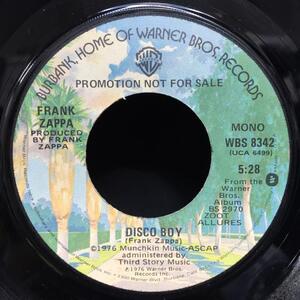 BURBANK, HOME OF WARNER BROS. RECORDS
PROMOTION NOT FOR SALE
FRANK
ZAPPA
PRODUCED
BY FRANK
ZAPPA
MONO
WBS 8342
(UCA 6499)
5:28
From the
Warner
Bros.
Album
BS 2970
ZOOT
ALLURES
DISCO BOY
(Frank Zappa)
©1976 Munchkin Music-ASCAP
administered by
Third Story Music
℗1976 Warner Bros.
Records Inc.